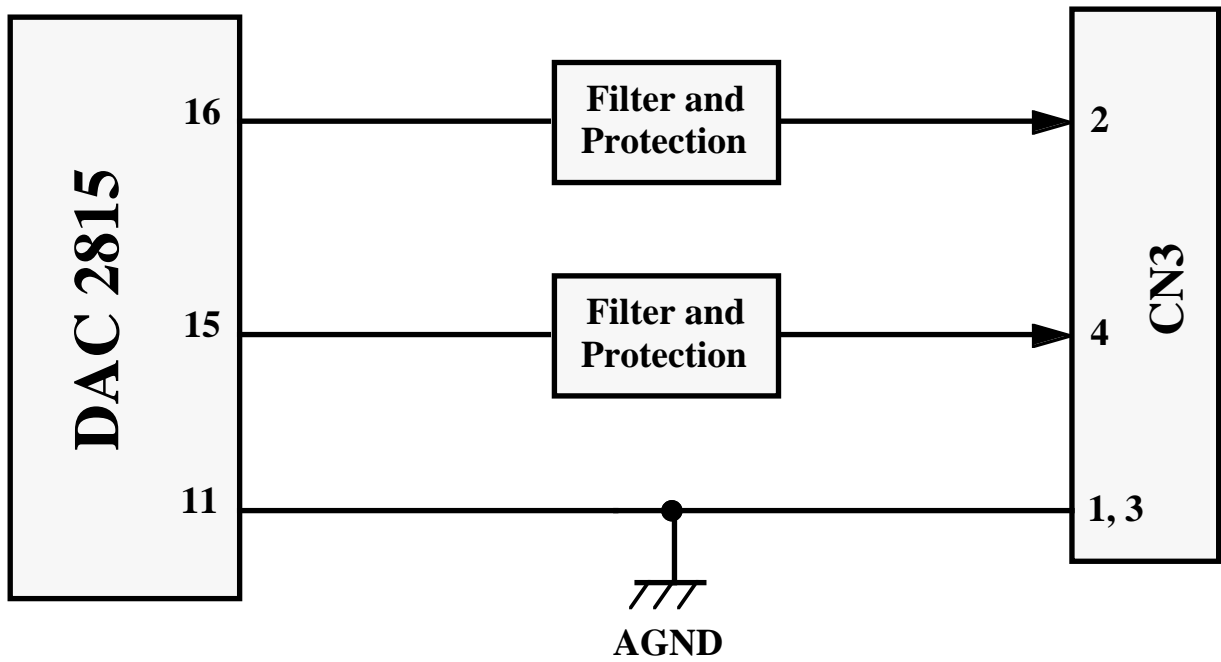 DAC 2815
16
Filter and
Protection
2
15
Filter and
Protection
4
CN3
11
1, 3
AGND